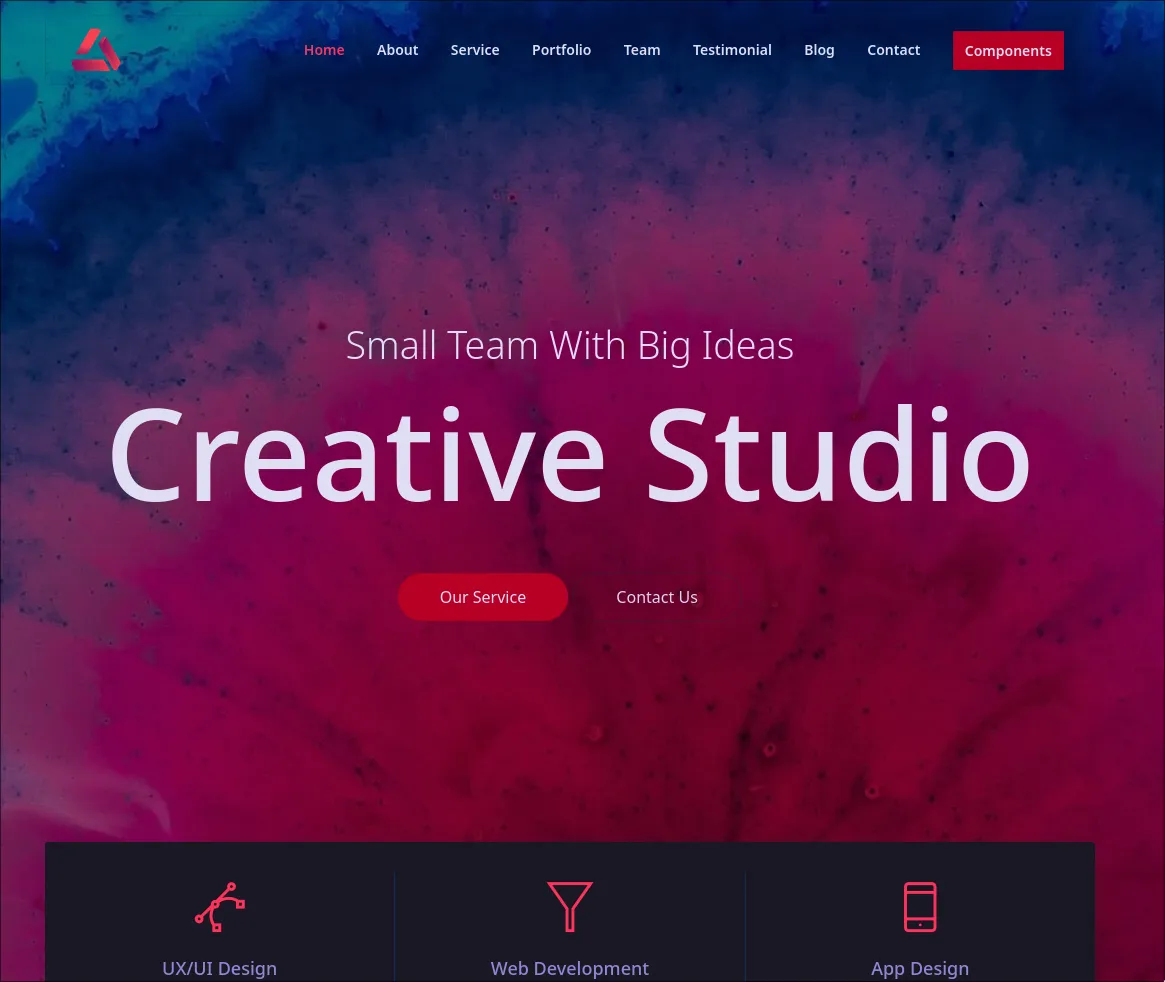 Home About Service Portfolio Team Testimonial Blog Contact Components
Small Team With Big Ideas
Creative Studio
Our Service Contact Us
UX/UI Design Web Development App Design